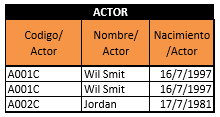 ACTOR
Codigo/ Nombre/ Nacimiento
Actor Actor /Actor
A001C Wil Smit 16/7/1997
A001C Wil Smit 16/7/1997
A002C Jordan 17/7/1981